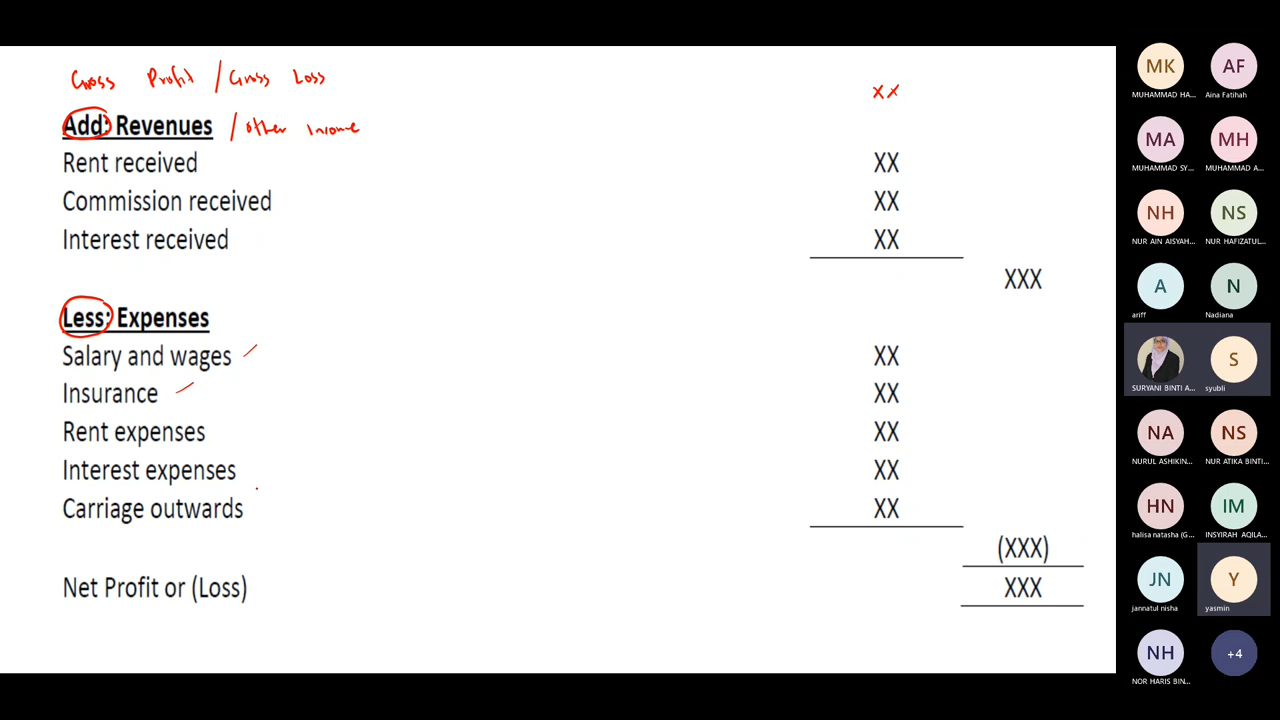 Gross Profit / Gross Loss xx
Add: Revenues / other income
Rent received XX
Commission received XX
Interest received XX
XXX
Less: Expenses
Salary and wages XX
Insurance XX
Rent expenses XX
Interest expenses XX
Carriage outwards XX
(XXX)
Net Profit or (Loss) XXX
MK AF
MUHAMMAD HA... Aina Fatihah
MA MH
MUHAMMAD SY... MUHAMMAD A...
NH NS
NUR AIN AISYAH... NUR HAFIZATUL...
A N
ariff Nadiana
S
SURYANI BINTI A... syubli
NA NS
NURUL ASHIKIN... NUR ATIKA BINTI...
HN IM
halisa natasha (G... INSYIRAH AQILA...
JN Y
jannatul nisha yasmin
NH +4
NOR HARIS BIN...